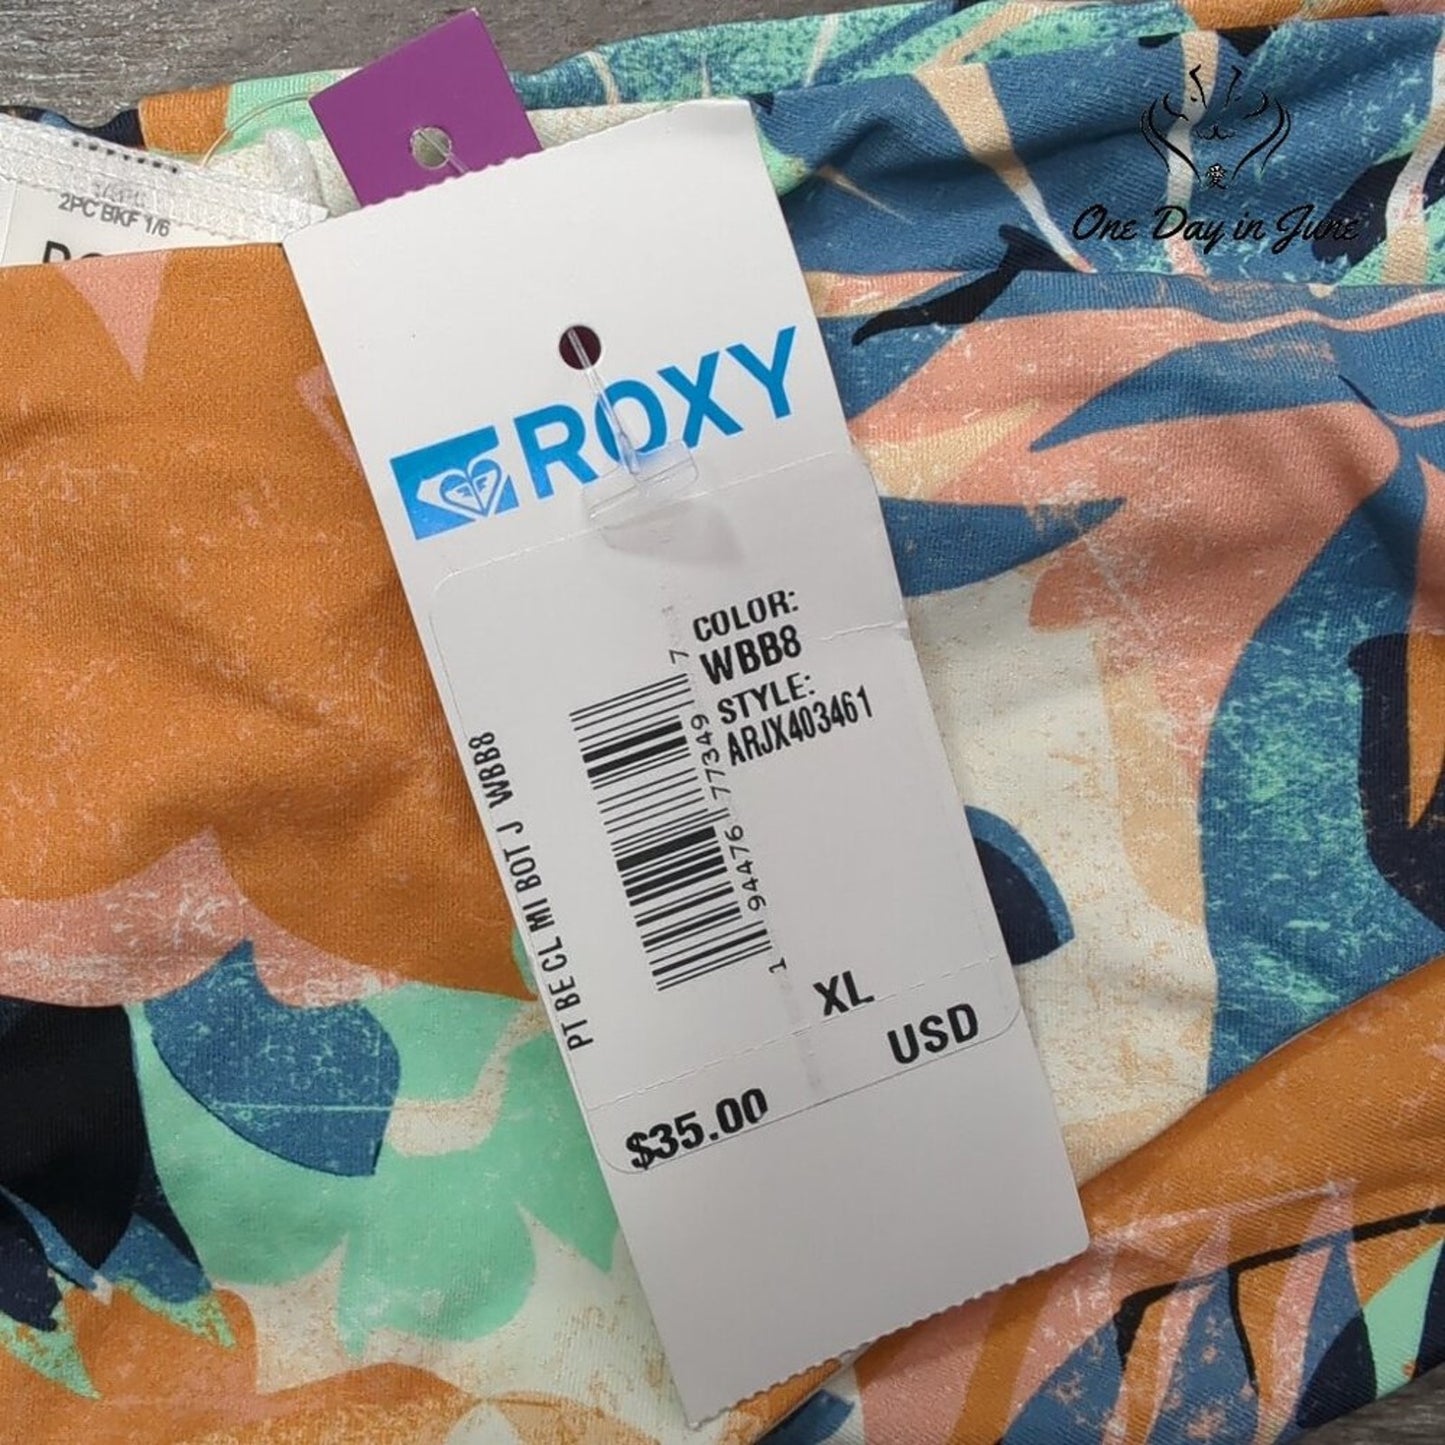 One Day in June
愛
2PC BKF 1/6
ROXY
COLOR:
WBB8
STYLE:
ARJX403461
PT BE CL MI BOT J WBB8
1 94476 77349 7
XL
USD
$35.00